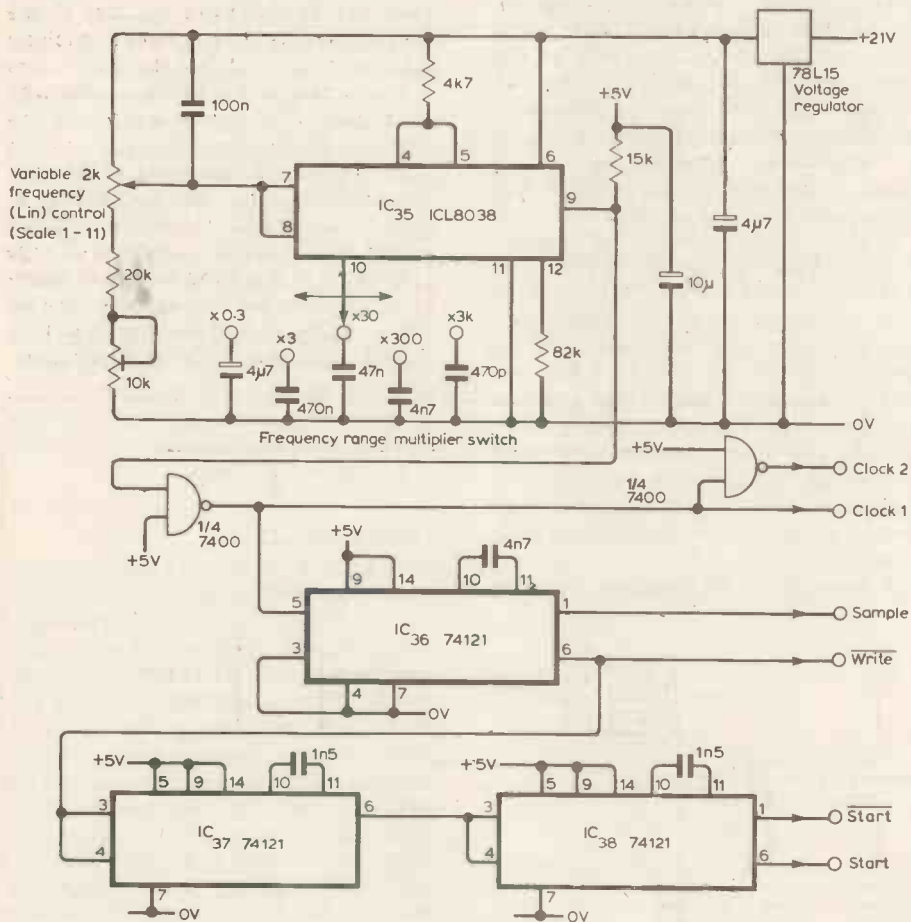 +21V
78L15
Voltage
regulator
4k7
+5V
100n
15k
4 5 6
Variable 2k
frequency
(Lin) control
(Scale 1-11)
7
IC35 ICL8038
9
8
4μ7
10 11 12
10μ
20k
x0.3
x3
x30
x300
x3k
82k
10k
4μ7
470n
47n
4n7
470p
Frequency range multiplier switch
0V
+5V
Clock 2
1/4
7400
Clock 1
1/4
7400
+5V
+5V
4n7
9 14 10 11
5
1
Sample
IC36 74121
3
6
Write
4 7
0V
+5V
1n5
5 9 14 10 11
+5V
1n5
5 9 14 10 11
3
6
3
1
Start
IC37 74121
IC38 74121
4
4
6
Start
7
0V
7
0V